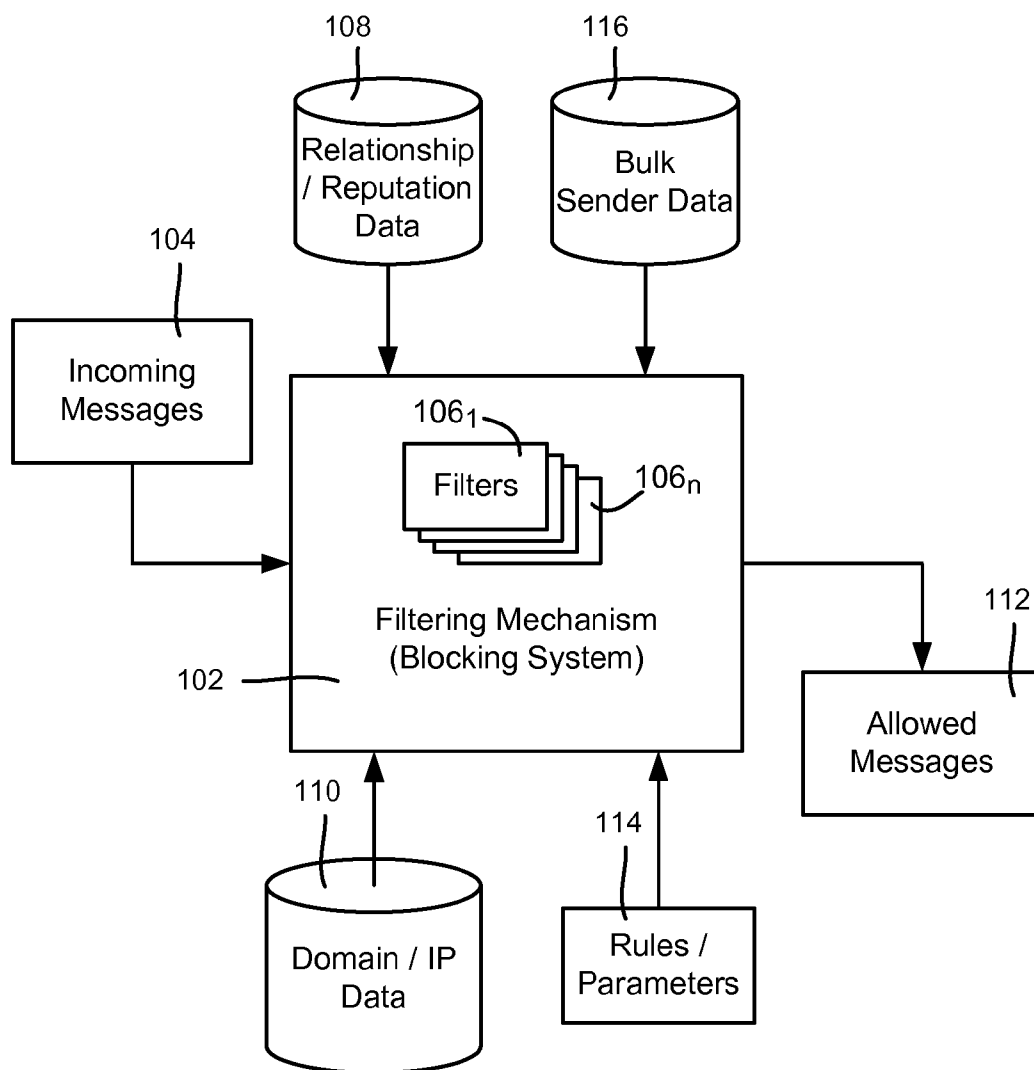 108
116
Relationship
/ Reputation
Data
Bulk
Sender Data
104
Incoming
Messages
106₁
Filters
106ₙ
Filtering Mechanism
(Blocking System)
102
112
Allowed
Messages
110
Domain / IP
Data
114
Rules /
Parameters